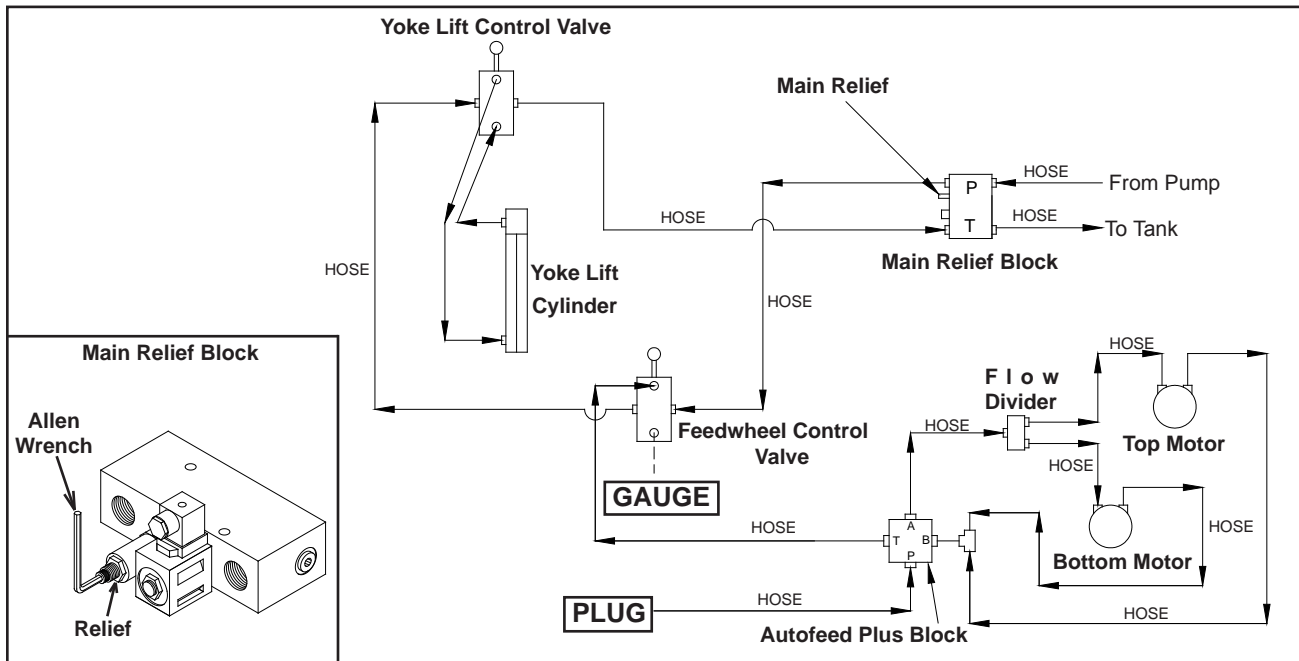 Yoke Lift Control Valve
Main Relief
HOSE
From Pump
P
HOSE
HOSE
T
To Tank
Main Relief Block
HOSE
Yoke Lift
Cylinder
HOSE
Main Relief Block
Allen
Wrench
Relief
Feedwheel Control
Valve
GAUGE
HOSE
HOSE
Flow
Divider
Top Motor
HOSE
HOSE
Bottom Motor
HOSE
A
T
B
P
HOSE
PLUG
HOSE
Autofeed Plus Block
HOSE